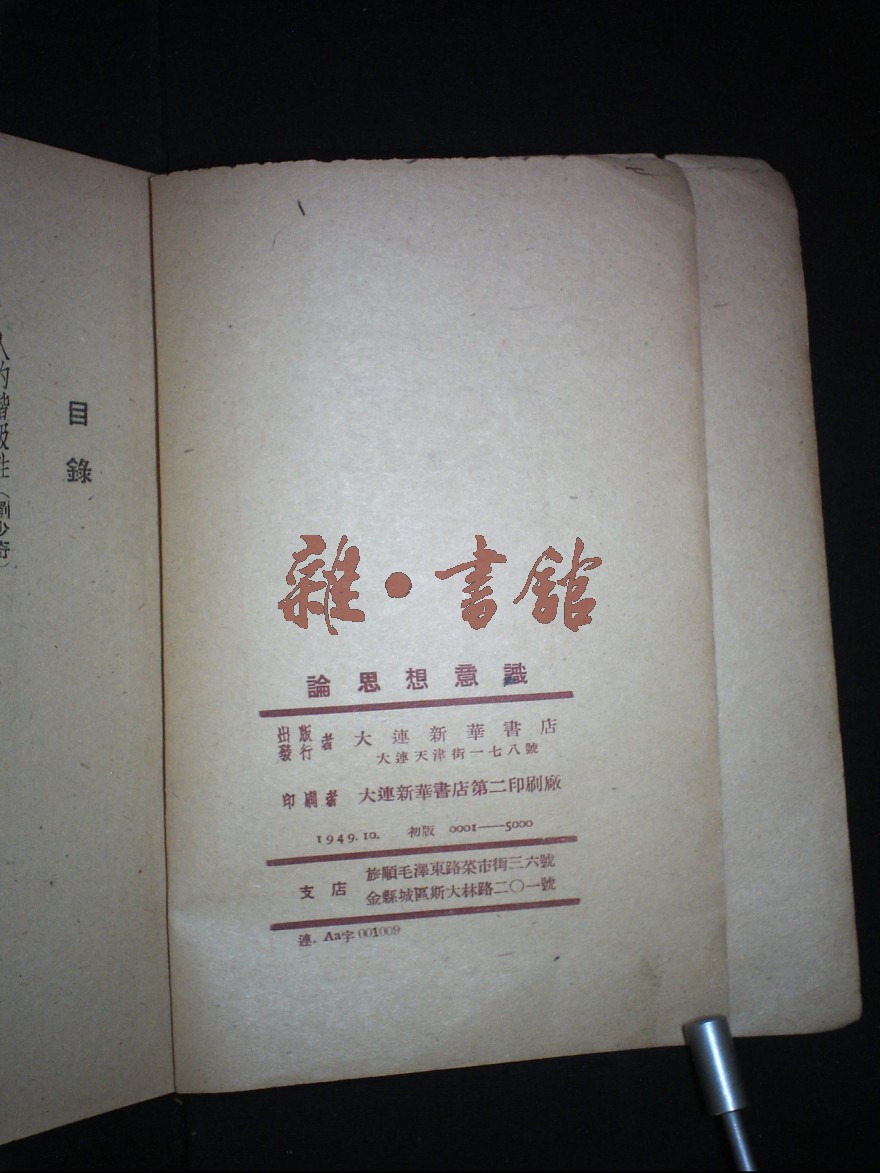 雜·書館
論思想意識
出版者
發行
大連新華書店
大連天津街一七八號
印刷者 大連新華書店第二印刷廠
1949.10. 初版 0001——5000
支店
旅順毛澤東路菜市街三六號
金縣城區斯大林路二〇一號
連. Aa字 001009
目錄
人的階級性(劉少奇)